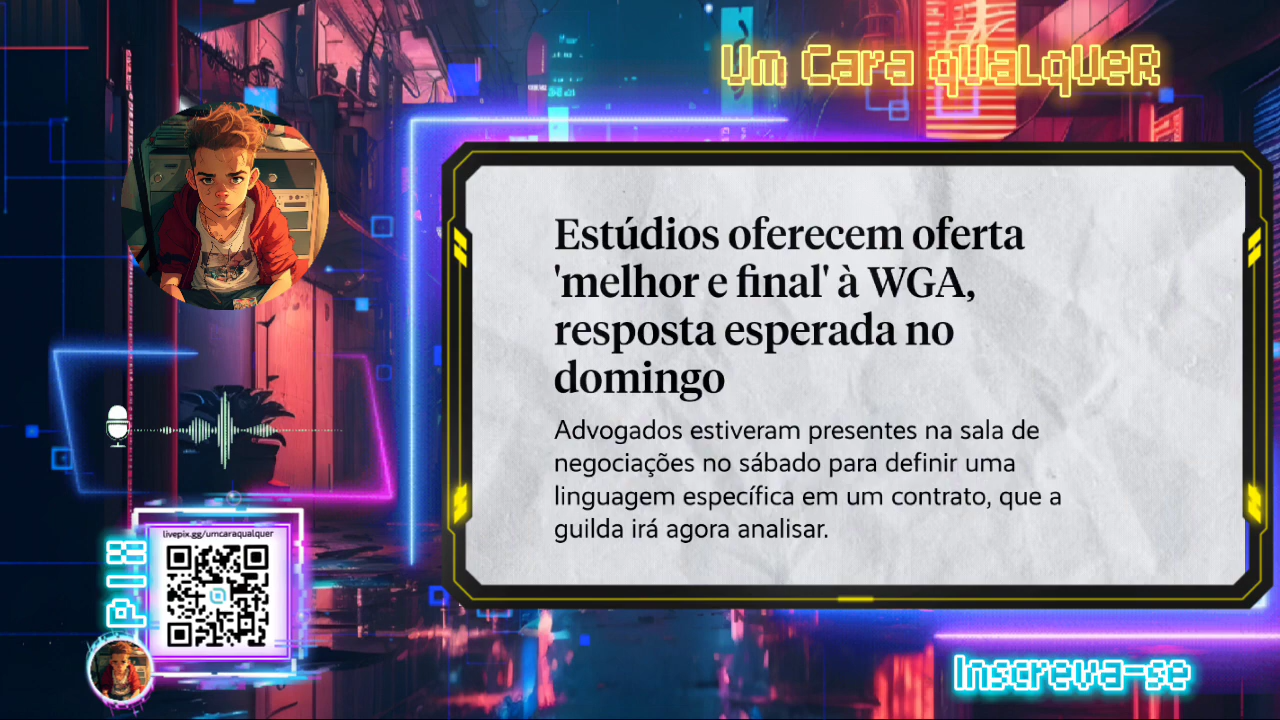 Um Cara qUaLqUeR
Estúdios oferecem oferta
'melhor e final' à WGA,
resposta esperada no
domingo
Advogados estiveram presentes na sala de
negociações no sábado para definir uma
linguagem específica em um contrato, que a
guilda irá agora analisar.
livepix.gg/umcaraqualquer
PIX
Inscreva-se